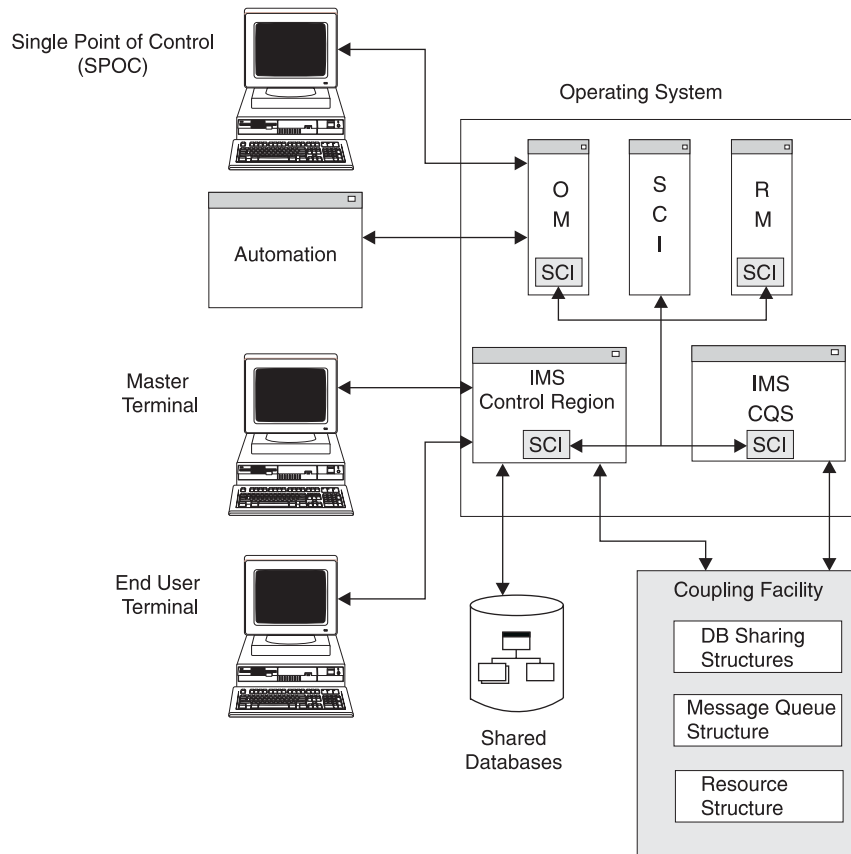 Single Point of Control
(SPOC)
Operating System
O
M
SCI
S
C
I
R
M
SCI
Automation
Master
Terminal
IMS
Control Region
SCI
IMS
CQS
SCI
End User
Terminal
Shared
Databases
Coupling Facility
DB Sharing
Structures
Message Queue
Structure
Resource
Structure